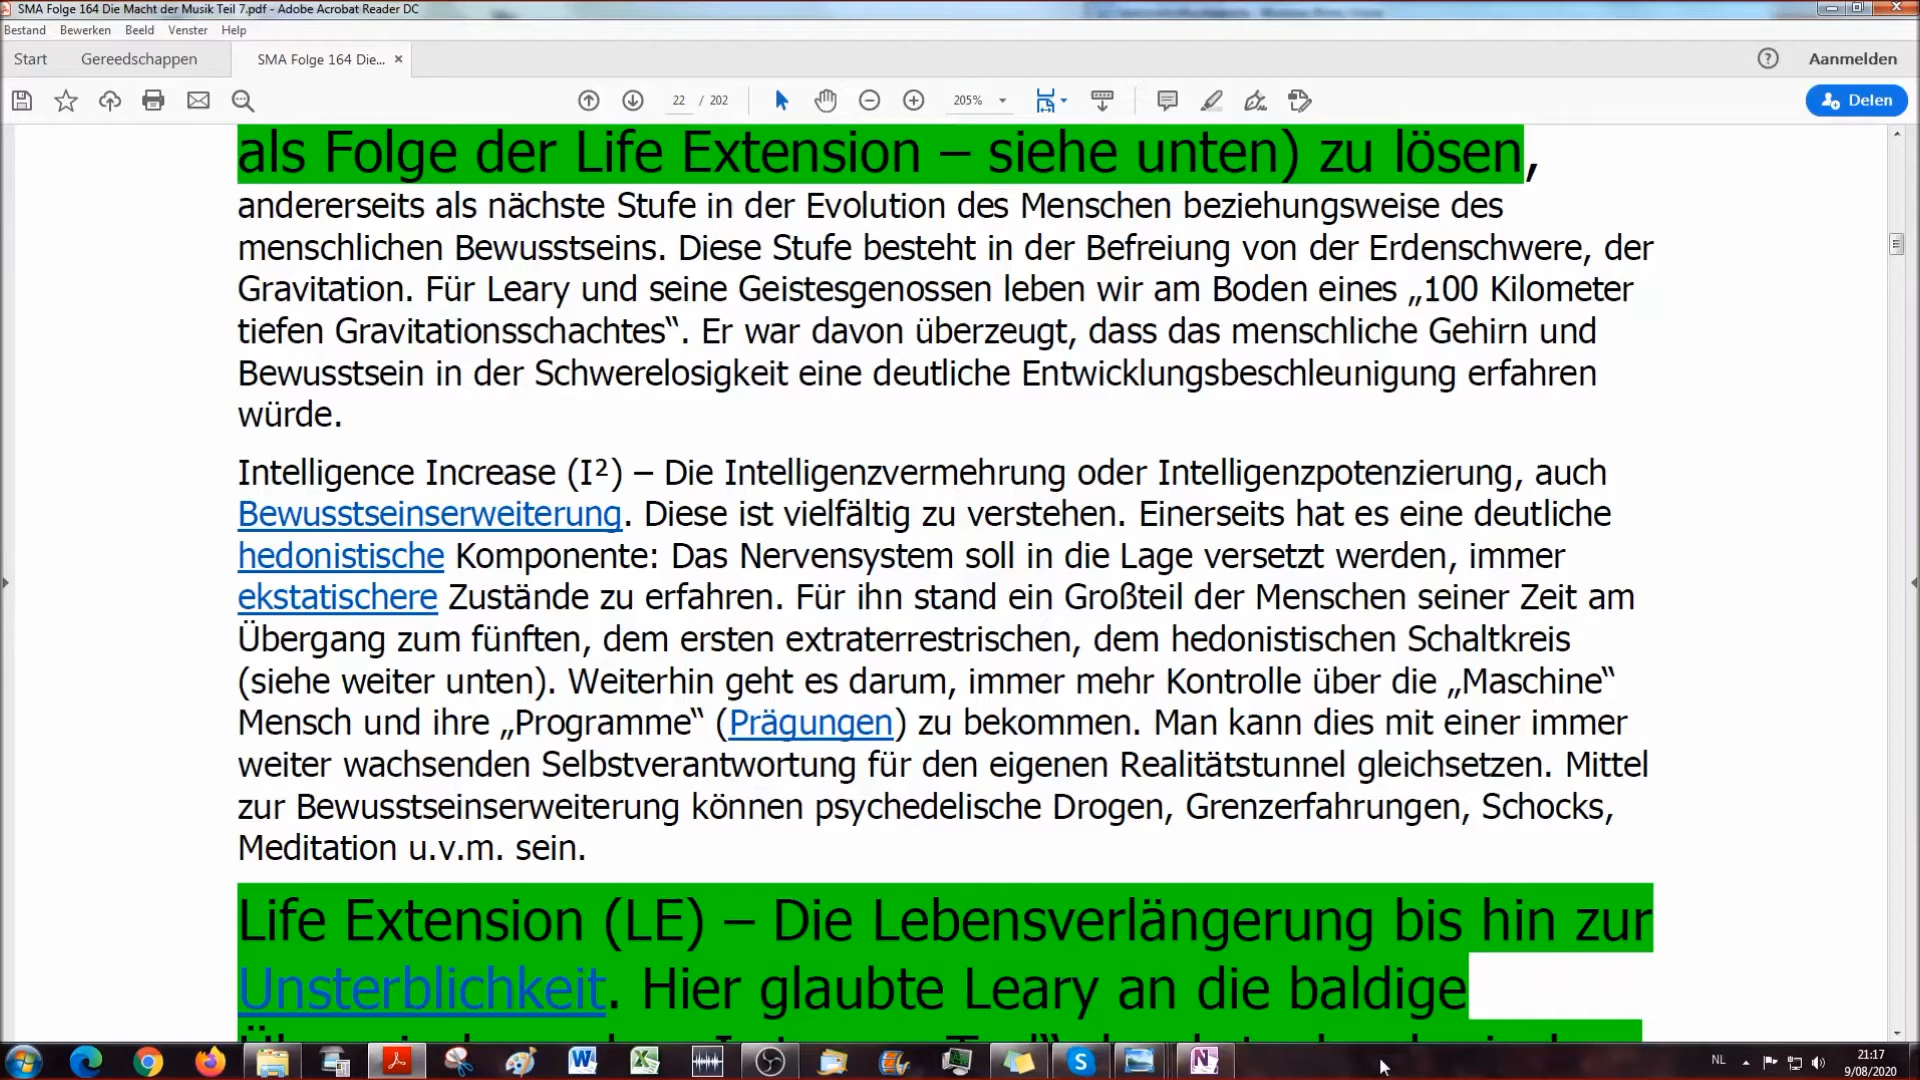 SMA Folge 164 Die Macht der Musik Teil 7.pdf - Adobe Acrobat Reader DC
Bestand Bewerken Beeld Venster Help
Start Gereedschappen SMA Folge 164 Die... × Aanmelden
22 / 202 205% Delen
als Folge der Life Extension – siehe unten) zu lösen,
andererseits als nächste Stufe in der Evolution des Menschen beziehungsweise des
menschlichen Bewusstseins. Diese Stufe besteht in der Befreiung von der Erdenschwere, der
Gravitation. Für Leary und seine Geistesgenossen leben wir am Boden eines „100 Kilometer
tiefen Gravitationsschachtes“. Er war davon überzeugt, dass das menschliche Gehirn und
Bewusstsein in der Schwerelosigkeit eine deutliche Entwicklungsbeschleunigung erfahren
würde.
Intelligence Increase (I²) – Die Intelligenzvermehrung oder Intelligenzpotenzierung, auch
Bewusstseinserweiterung. Diese ist vielfältig zu verstehen. Einerseits hat es eine deutliche
hedonistische Komponente: Das Nervensystem soll in die Lage versetzt werden, immer
ekstatischere Zustände zu erfahren. Für ihn stand ein Großteil der Menschen seiner Zeit am
Übergang zum fünften, dem ersten extraterrestrischen, dem hedonistischen Schaltkreis
(siehe weiter unten). Weiterhin geht es darum, immer mehr Kontrolle über die „Maschine“
Mensch und ihre „Programme“ (Prägungen) zu bekommen. Man kann dies mit einer immer
weiter wachsenden Selbstverantwortung für den eigenen Realitätstunnel gleichsetzen. Mittel
zur Bewusstseinserweiterung können psychedelische Drogen, Grenzerfahrungen, Schocks,
Meditation u.v.m. sein.
Life Extension (LE) – Die Lebensverlängerung bis hin zur
Unsterblichkeit. Hier glaubte Leary an die baldige
NL 21:17
9/08/2020